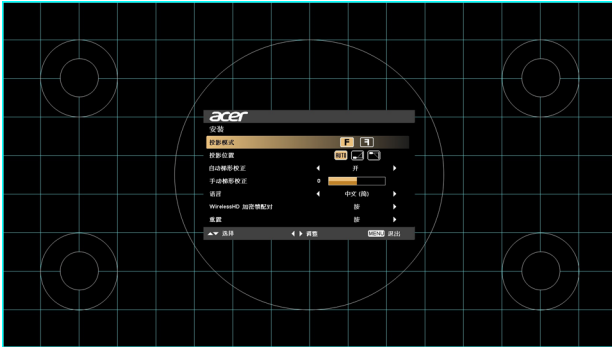 acer
安装
投影模式 F F
投影位置 AUTO
自动梯形校正 开
手动梯形校正 0
语言 中文 (简)
WirelessHD 加密锁配对 按
重置 按
选择 调整 MENU 退出